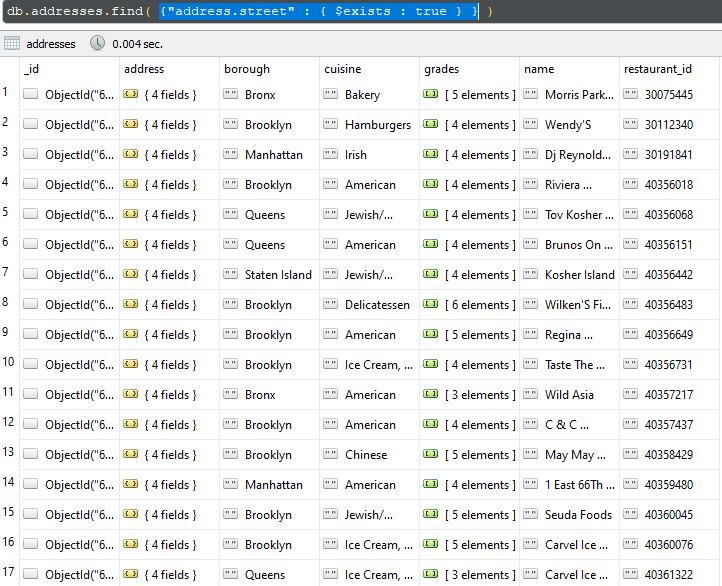 db.addresses.find( {"address.street" : { $exists : true } } )
addresses 0.004 sec.
_id address borough cuisine grades name restaurant_id
1 ObjectId("6... { 4 fields } "" Bronx "" Bakery [ 5 elements ] "" Morris Park... "" 30075445
2 ObjectId("6... { 4 fields } "" Brooklyn "" Hamburgers [ 4 elements ] "" Wendy'S "" 30112340
3 ObjectId("6... { 4 fields } "" Manhattan "" Irish [ 4 elements ] "" Dj Reynold... "" 30191841
4 ObjectId("6... { 4 fields } "" Brooklyn "" American [ 4 elements ] "" Riviera ... "" 40356018
5 ObjectId("6... { 4 fields } "" Queens "" Jewish/... [ 4 elements ] "" Tov Kosher ... "" 40356068
6 ObjectId("6... { 4 fields } "" Queens "" American [ 4 elements ] "" Brunos On ... "" 40356151
7 ObjectId("6... { 4 fields } "" Staten Island "" Jewish/... [ 4 elements ] "" Kosher Island "" 40356442
8 ObjectId("6... { 4 fields } "" Brooklyn "" Delicatessen [ 6 elements ] "" Wilken'S Fi... "" 40356483
9 ObjectId("6... { 4 fields } "" Brooklyn "" American [ 5 elements ] "" Regina ... "" 40356649
10 ObjectId("6... { 4 fields } "" Brooklyn "" Ice Cream, ... [ 4 elements ] "" Taste The ... "" 40356731
11 ObjectId("6... { 4 fields } "" Bronx "" American [ 3 elements ] "" Wild Asia "" 40357217
12 ObjectId("6... { 4 fields } "" Brooklyn "" American [ 4 elements ] "" C & C ... "" 40357437
13 ObjectId("6... { 4 fields } "" Brooklyn "" Chinese [ 5 elements ] "" May May ... "" 40358429
14 ObjectId("6... { 4 fields } "" Manhattan "" American [ 4 elements ] "" 1 East 66Th ... "" 40359480
15 ObjectId("6... { 4 fields } "" Brooklyn "" Jewish/... [ 5 elements ] "" Seuda Foods "" 40360045
16 ObjectId("6... { 4 fields } "" Brooklyn "" Ice Cream, ... [ 5 elements ] "" Carvel Ice ... "" 40360076
17 ObjectId("6... { 4 fields } "" Queens "" Ice Cream, ... [ 3 elements ] "" Carvel Ice ... "" 40361322